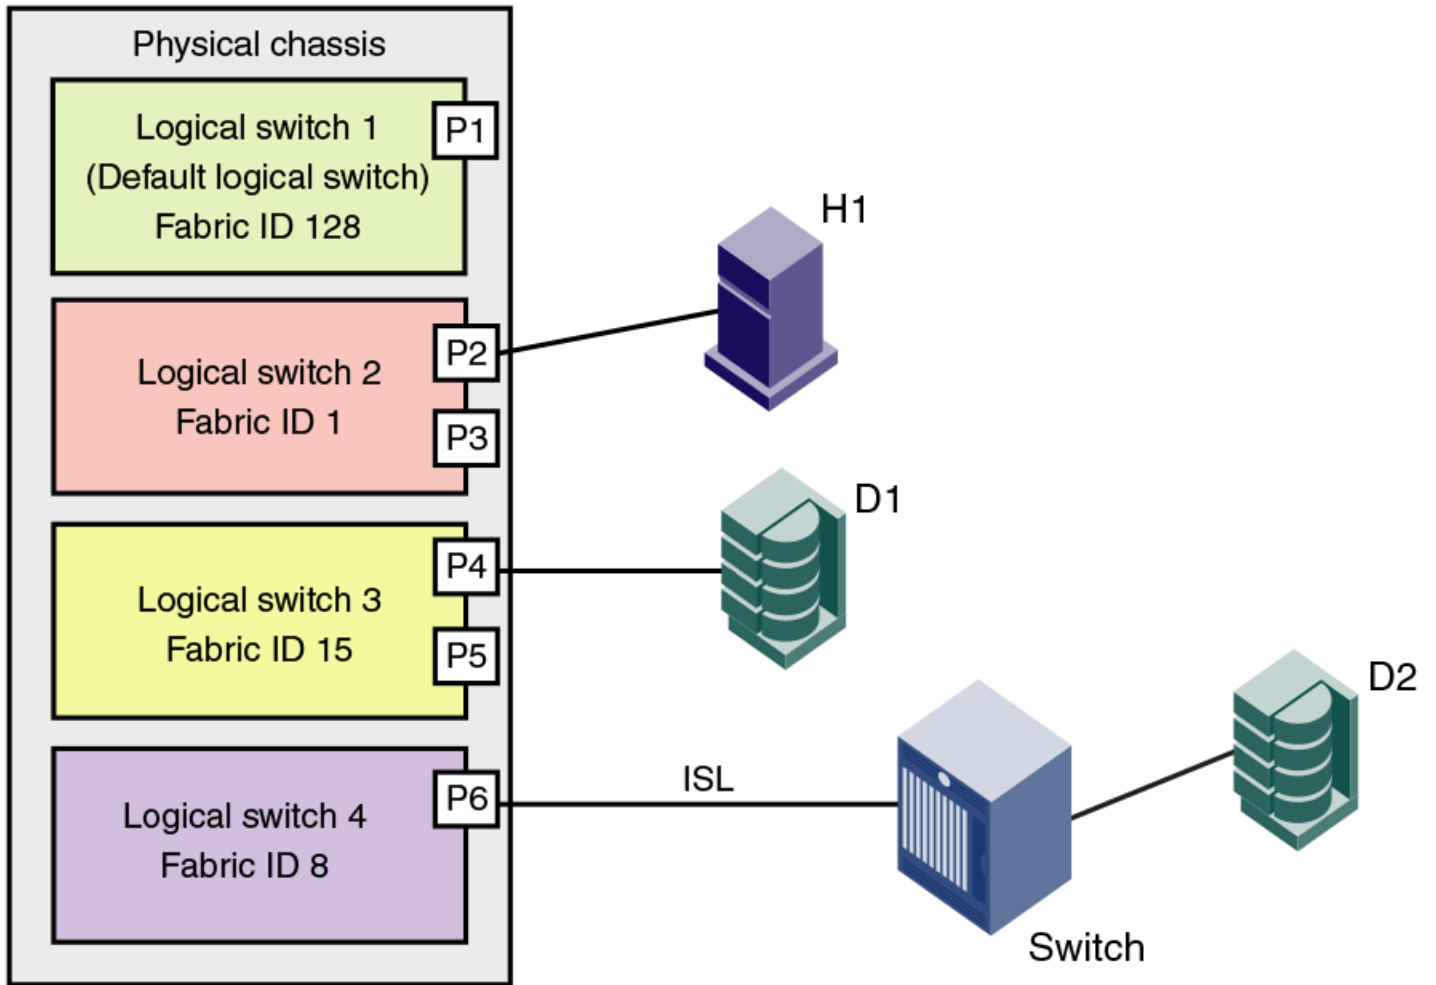 Physical chassis
Logical switch 1
(Default logical switch)
Fabric ID 128
P1
Logical switch 2
Fabric ID 1
P2
P3
Logical switch 3
Fabric ID 15
P4
P5
Logical switch 4
Fabric ID 8
P6
H1
D1
ISL
Switch
D2